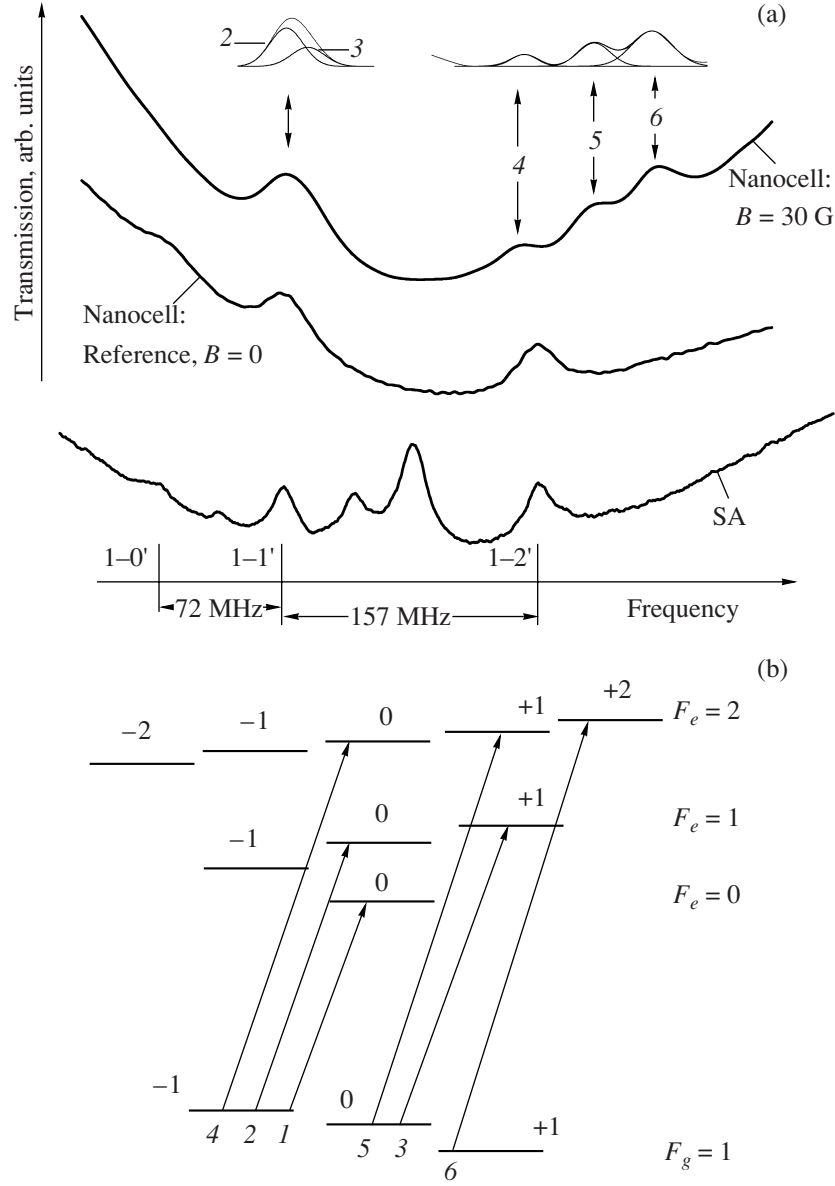 (a)
Transmission, arb. units
2
3
4
5
6
Nanocell:
B = 30 G
Nanocell:
Reference, B = 0
SA
1–0'
1–1'
1–2'
72 MHz
157 MHz
Frequency
(b)
–2
–1
0
+1
+2
F_e = 2
–1
0
+1
F_e = 1
0
F_e = 0
–1
0
+1
4 2 1
5 3
6
F_g = 1